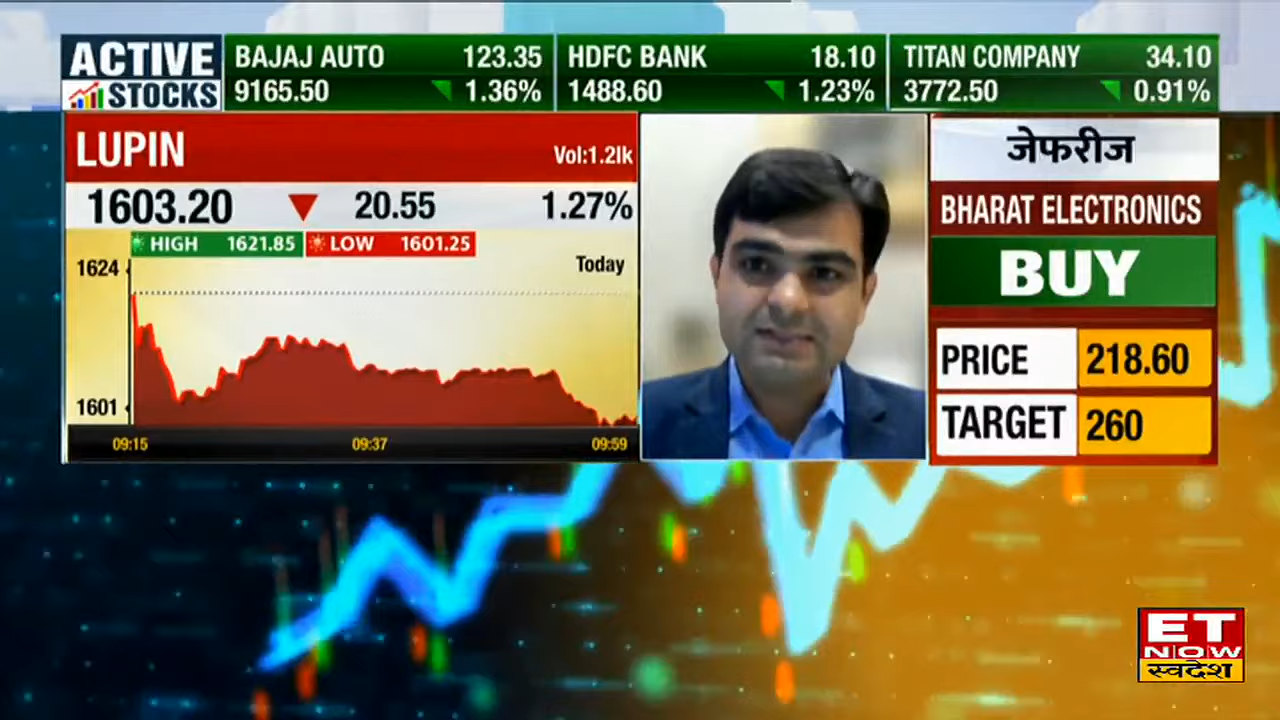 ACTIVE STOCKS
BAJAJ AUTO 123.35
9165.50 1.36%
HDFC BANK 18.10
1488.60 1.23%
TITAN COMPANY 34.10
3772.50 0.91%
LUPIN Vol:1.2lk
1603.20 20.55 1.27%
HIGH 1621.85 LOW 1601.25
1624 Today
1601
09:15 09:37 09:59
जेफरीज
BHARAT ELECTRONICS
BUY
PRICE 218.60
TARGET 260
ET
NOW
स्वदेश